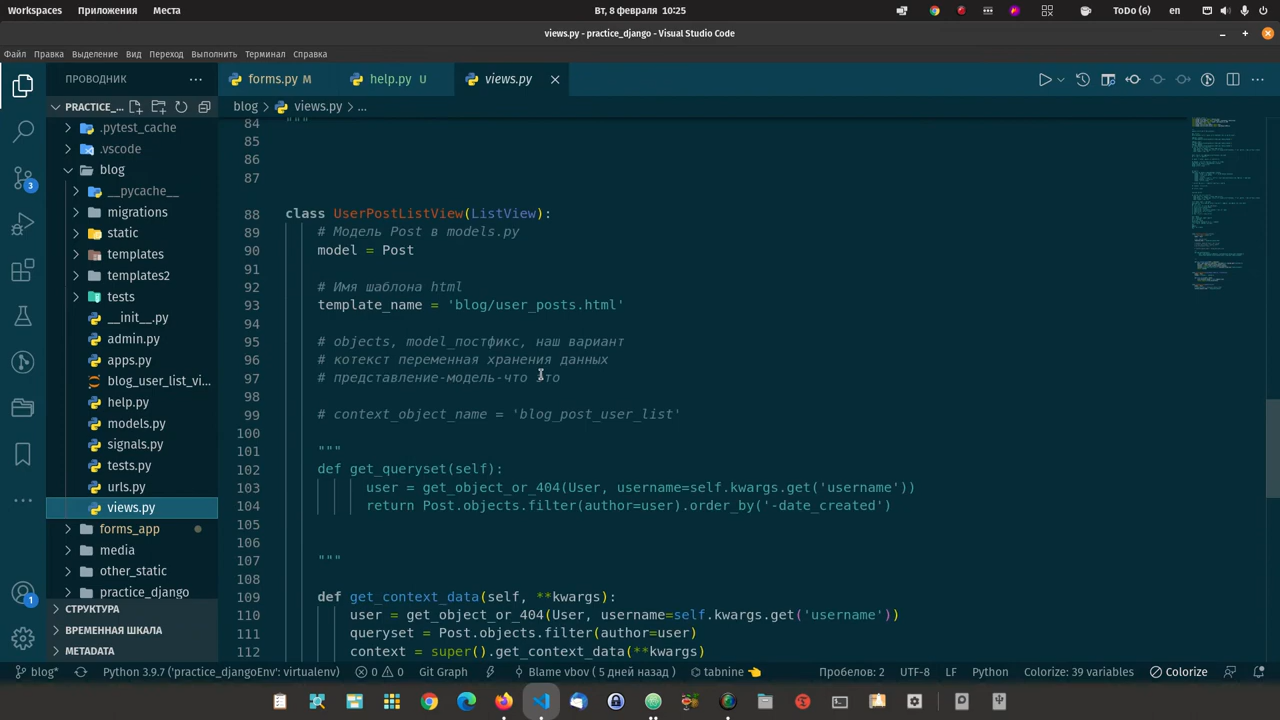 Workspaces Приложения Места Вт, 8 февраля 10:25 ToDo (6) en
views.py - practice_django - Visual Studio Code
Файл Правка Выделение Вид Переход Выполнить Терминал Справка
ПРОВОДНИК ... forms.py M help.py U views.py
PRACTICE_... blog > views.py > ...
.pytest_cache
.vscode
blog
__pycache__
migrations
static
templates
templates2
tests
__init__.py
admin.py
apps.py
blog_user_list_vi...
help.py
models.py
signals.py
tests.py
urls.py
views.py
forms_app
media
other_static
practice_django
СТРУКТУРА
ВРЕМЕННАЯ ШКАЛА
METADATA
3
1
84 """
85
86
87
88 class UserPostListView(ListView):
89 # Модель Post в models.py
90 model = Post
91
92 # Имя шаблона html
93 template_name = 'blog/user_posts.html'
94
95 # objects, model_постфикс, наш вариант
96 # котекст переменная хранения данных
97 # представление-модель-что это
98
99 # context_object_name = 'blog_post_user_list'
100
101 """
102 def get_queryset(self):
103 user = get_object_or_404(User, username=self.kwargs.get('username'))
104 return Post.objects.filter(author=user).order_by('-date_created')
105
106
107 """
108
109 def get_context_data(self, **kwargs):
110 user = get_object_or_404(User, username=self.kwargs.get('username'))
111 queryset = Post.objects.filter(author=user)
112 context = super().get_context_data(**kwargs)
blog* Python 3.9.7 ('practice_djangoEnv': virtualenv) 0 0 Git Graph Blame vbov ( 5 дней назад ) tabnine Пробелов: 2 UTF-8 LF Python Colorize: 39 variables Colorize